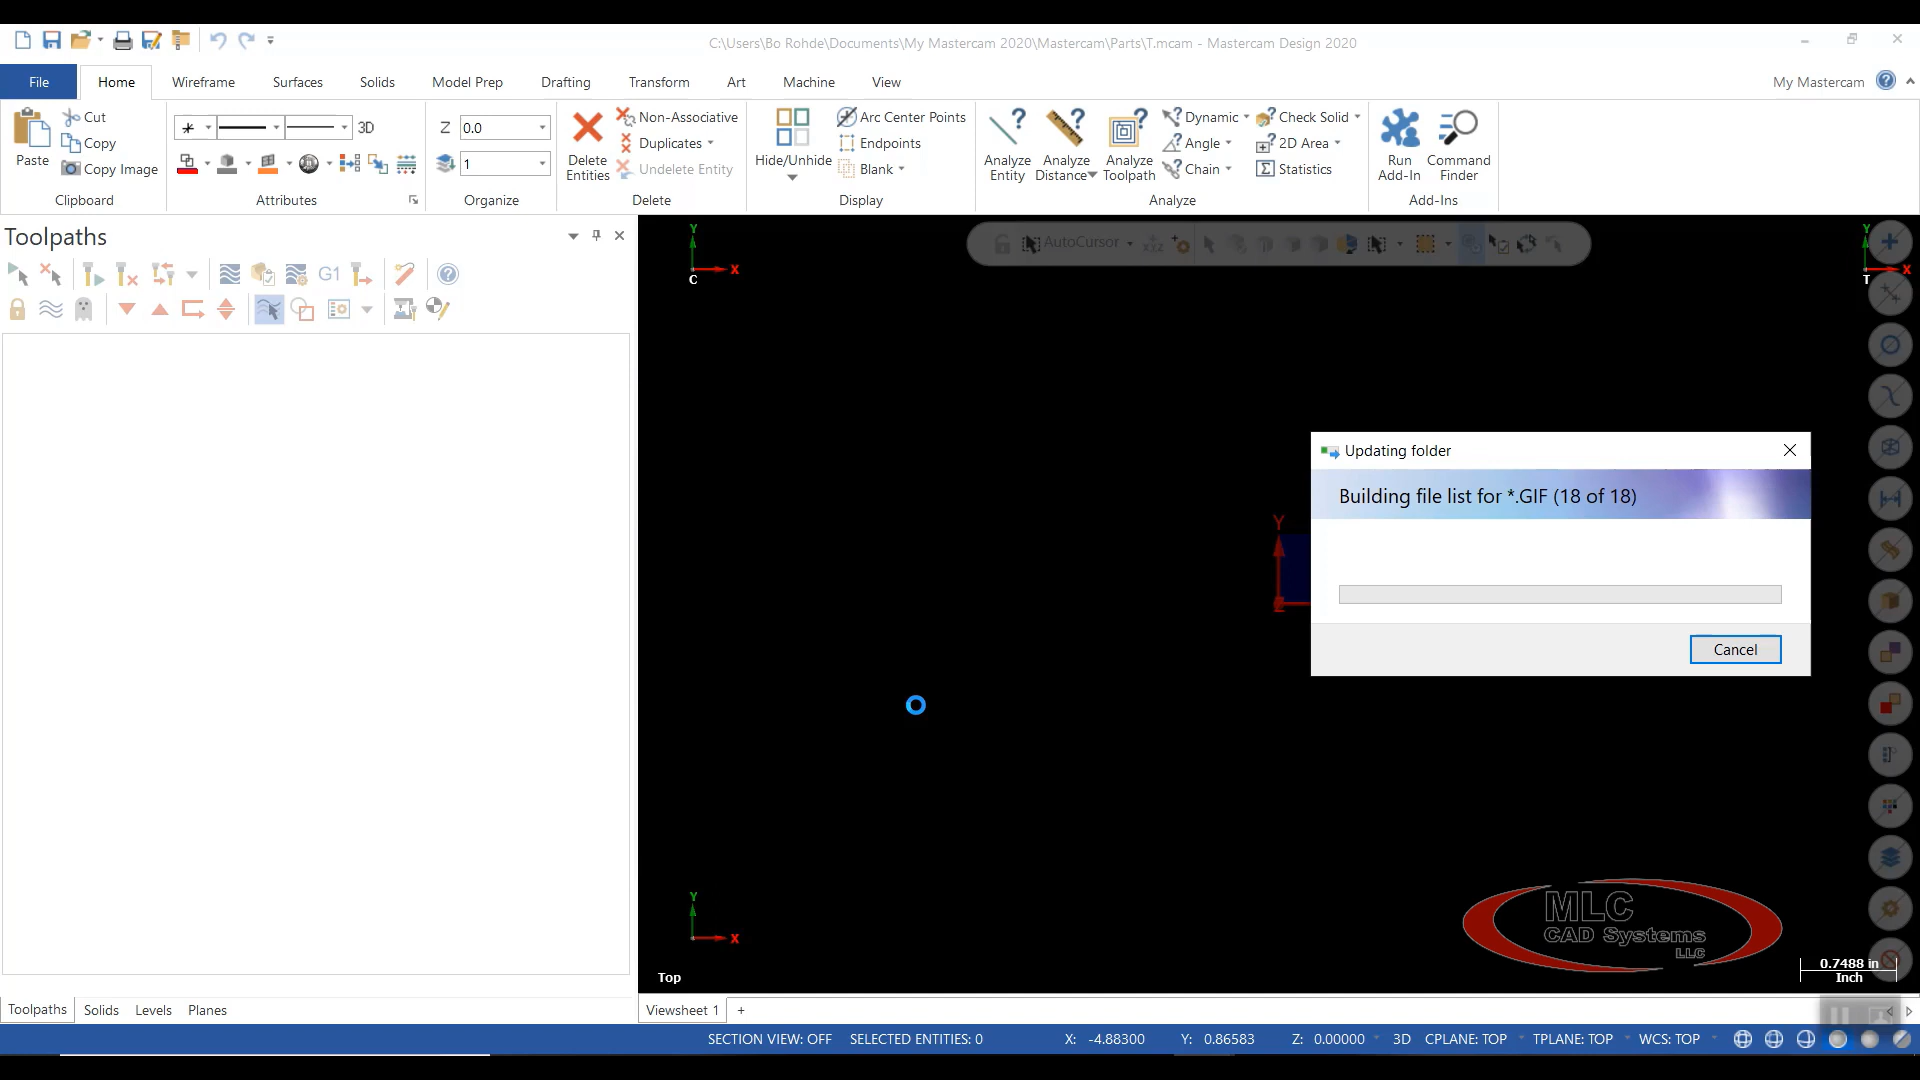 C:\Users\Bo Rohde\Documents\My Mastercam 2020\Mastercam\Parts\T.mcam - Mastercam Design 2020
File Home Wireframe Surfaces Solids Model Prep Drafting Transform Art Machine View My Mastercam
Paste
Cut
Copy
Copy Image
Clipboard
3D
Attributes
Z 0.0
1
Organize
Delete
Entities
Non-Associative
Duplicates
Undelete Entity
Delete
Hide/Unhide
Arc Center Points
Endpoints
Blank
Display
Analyze
Entity
Analyze
Distance
Analyze
Toolpath
Dynamic
Angle
Chain
Check Solid
2D Area
Statistics
Analyze
Run
Add-In
Command
Finder
Add-Ins
Toolpaths
G1
Y
X
C
AutoCursor
Y
X
T
Updating folder
Building file list for *.GIF (18 of 18)
Cancel
Y
Y
X
Top
MLC
CAD Systems
LLC
0.7488 in
Inch
Toolpaths Solids Levels Planes
Viewsheet 1 +
SECTION VIEW: OFF SELECTED ENTITIES: 0 X: -4.88300 Y: 0.86583 Z: 0.00000 3D CPLANE: TOP TPLANE: TOP WCS: TOP